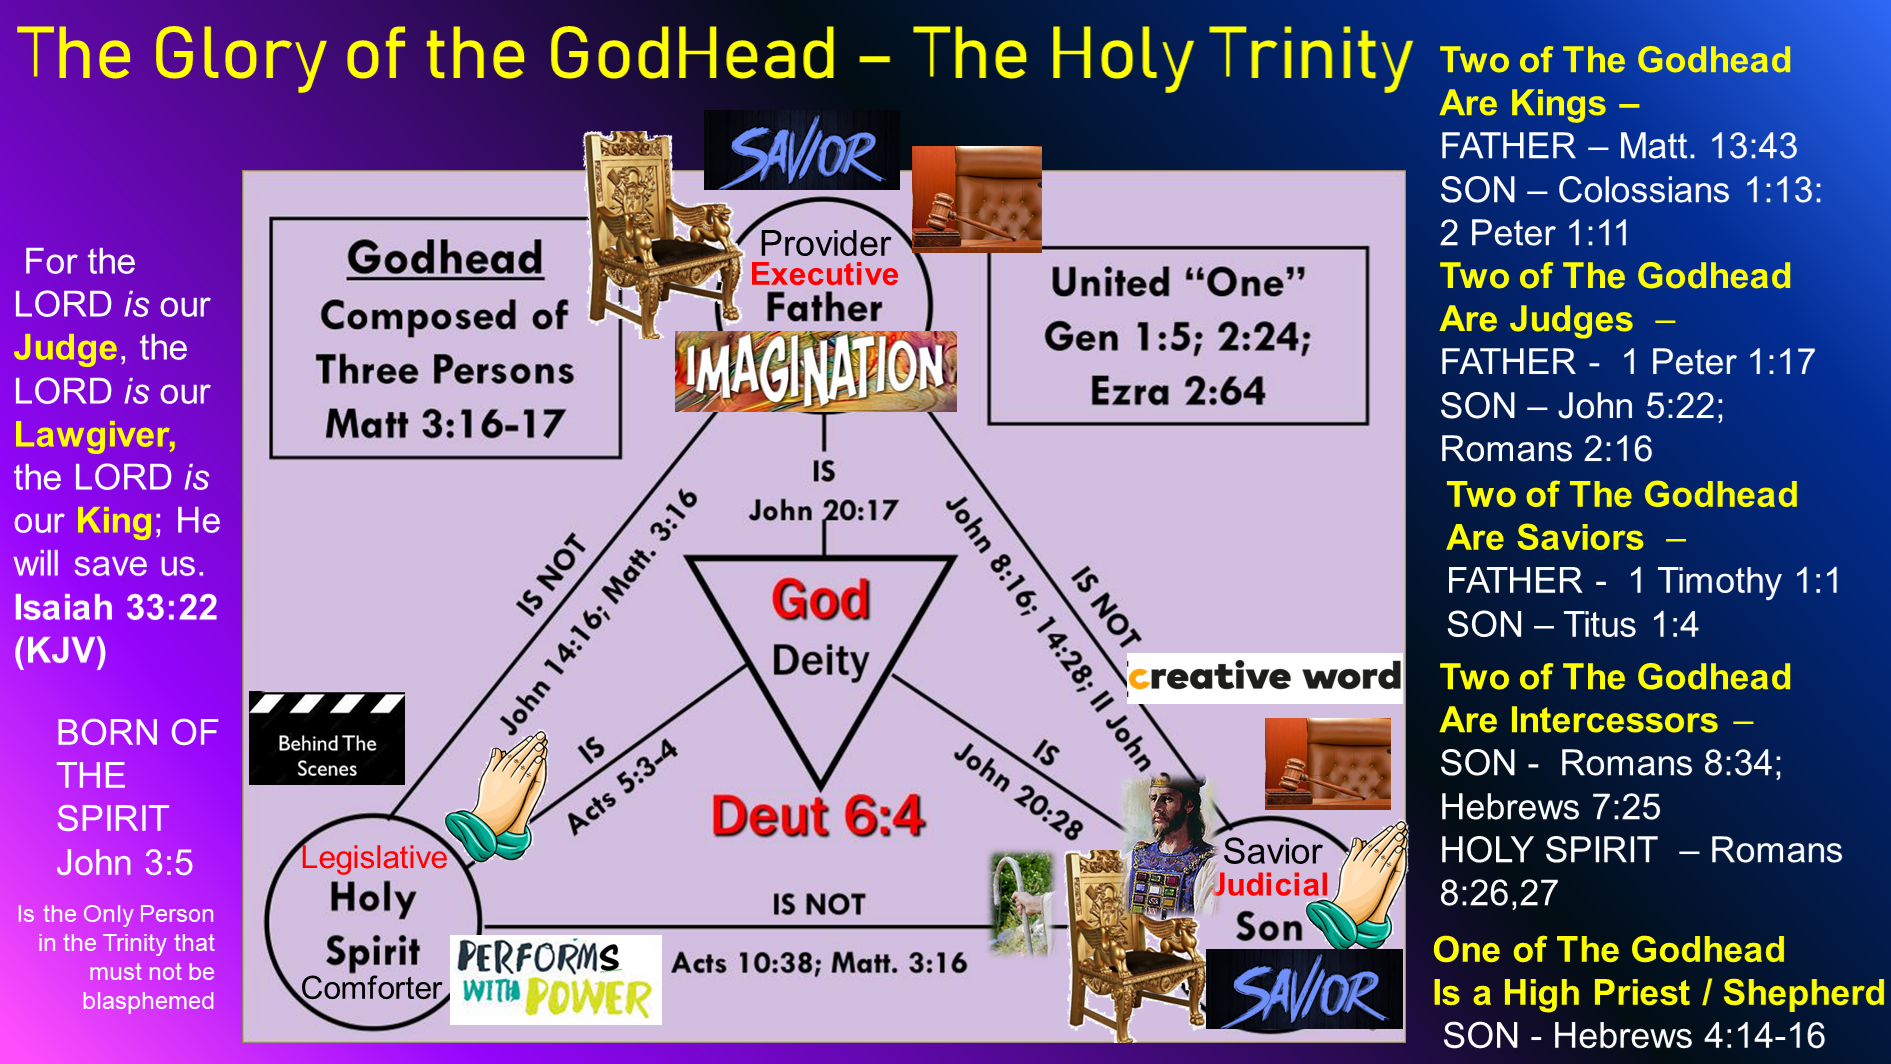 The Glory of the GodHead – The Holy Trinity
For the
LORD is our
Judge, the
LORD is our
Lawgiver,
the LORD is
our King; He
will save us.
Isaiah 33:22
(KJV)
BORN OF
THE
SPIRIT
John 3:5
Is the Only Person
in the Trinity that
must not be
blasphemed
Godhead
Composed of
Three Persons
Matt 3:16-17
SAVIOR
Provider
Executive
Father
IMAGINATION
United “One”
Gen 1:5; 2:24;
Ezra 2:64
IS
John 20:17
IS NOT
John 14:16; Matt. 3:16
IS NOT
John 8:16; 14:28; II John
God
Deity
Deut 6:4
IS
Acts 5:3-4
IS
John 20:28
creative word
Behind The
Scenes
Legislative
Holy
Spirit
Comforter
PERFORMS
WITH POWER
IS NOT
Acts 10:38; Matt. 3:16
Savior
Judicial
Son
SAVIOR
Two of The Godhead
Are Kings –
FATHER – Matt. 13:43
SON – Colossians 1:13:
2 Peter 1:11
Two of The Godhead
Are Judges –
FATHER - 1 Peter 1:17
SON – John 5:22;
Romans 2:16
Two of The Godhead
Are Saviors –
FATHER - 1 Timothy 1:1
SON – Titus 1:4
Two of The Godhead
Are Intercessors –
SON - Romans 8:34;
Hebrews 7:25
HOLY SPIRIT – Romans
8:26,27
One of The Godhead
Is a High Priest / Shepherd
SON - Hebrews 4:14-16